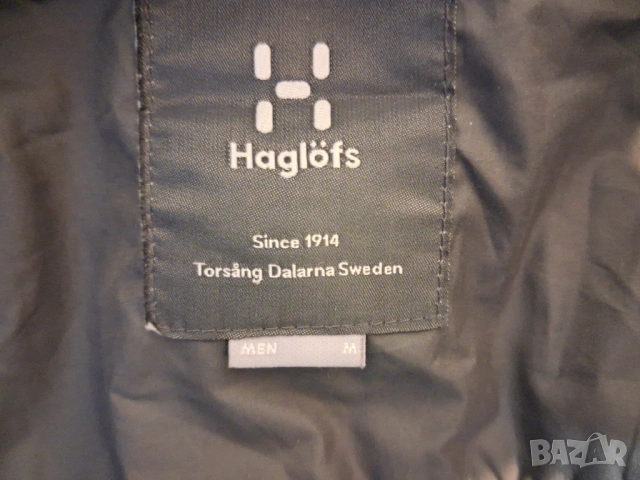 Haglöfs
Since 1914
Torsång Dalarna Sweden
MEN M
BAZAR